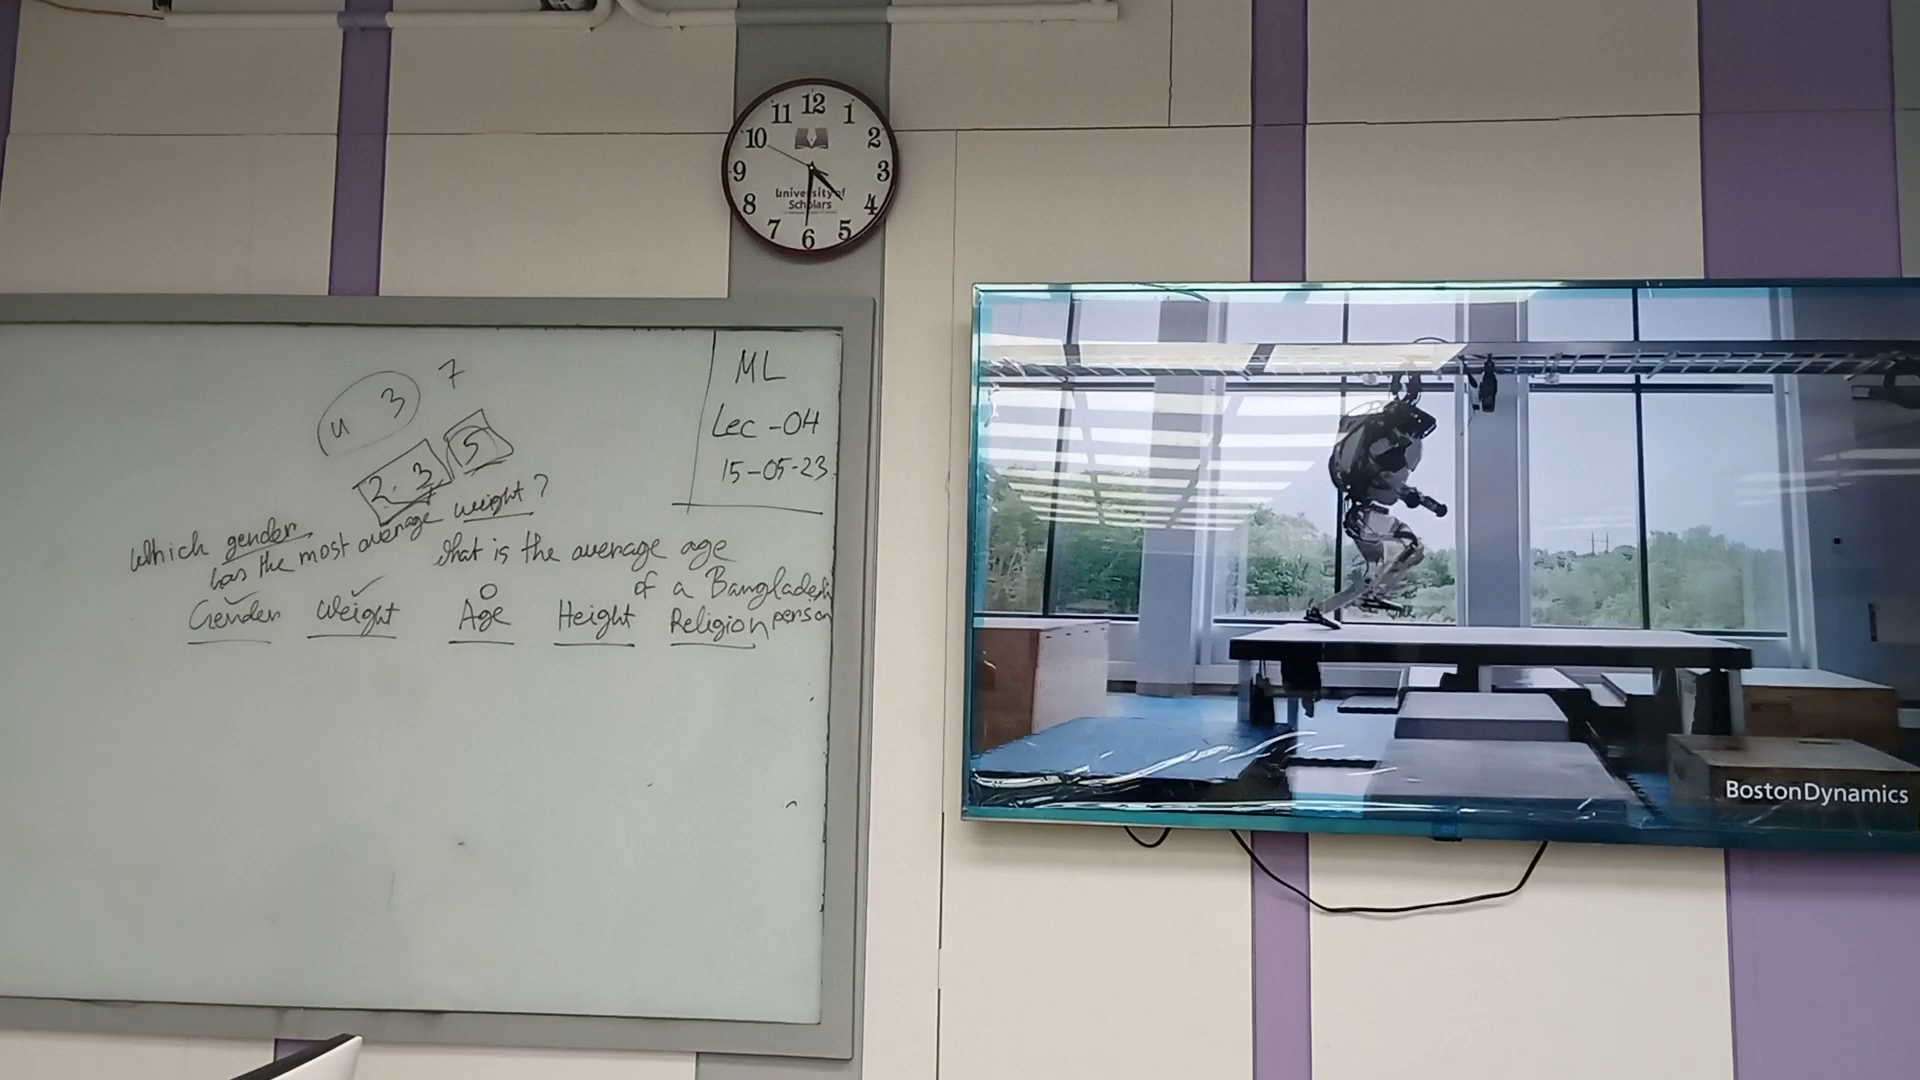 12
11 1
10 2
9 3
8 4
7 5
6
University of
Scholars
ML
Lec - 04
15-05-23
4 3 7
2. 3. 5
Which gender
has the most average weight?
what is the average age
of a Bangladesh
person
Gender Weight Age Height Religion
BostonDynamics